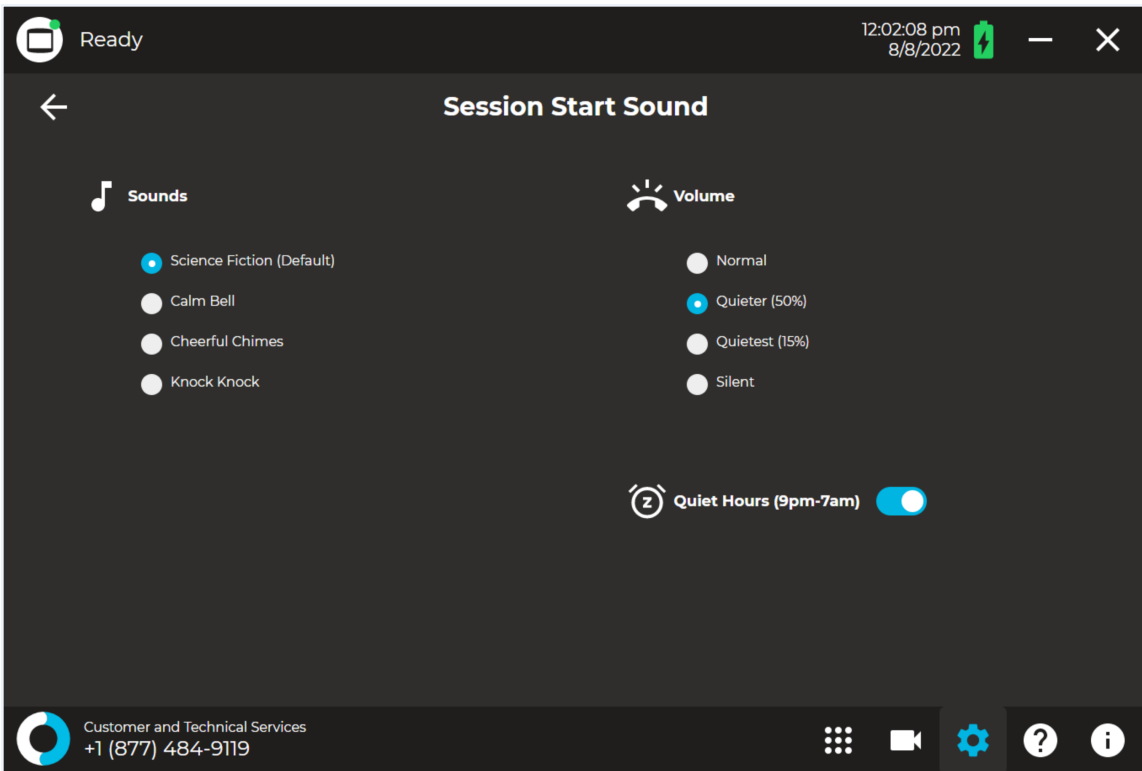 Ready
12:02:08 pm
8/8/2022
Session Start Sound
Sounds
Science Fiction (Default)
Calm Bell
Cheerful Chimes
Knock Knock
Volume
Normal
Quieter (50%)
Quietest (15%)
Silent
Z
Quiet Hours (9pm-7am)
Customer and Technical Services
+1 (877) 484-9119
?
i